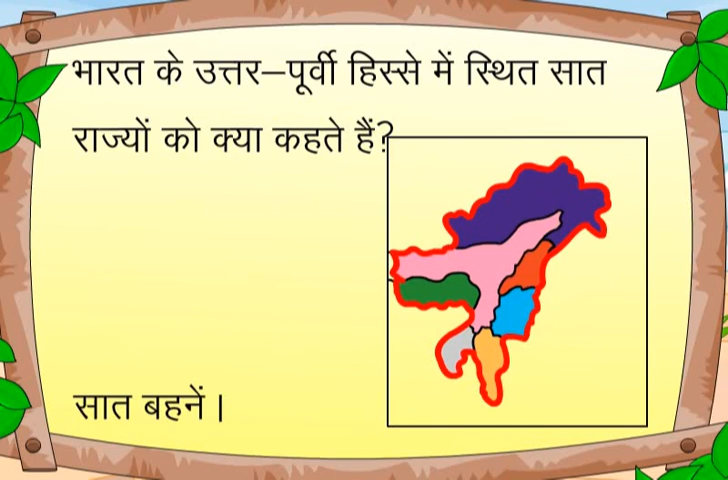 भारत के उत्तर–पूर्वी हिस्से में स्थित सात
राज्यों को क्या कहते हैं?
सात बहनें।